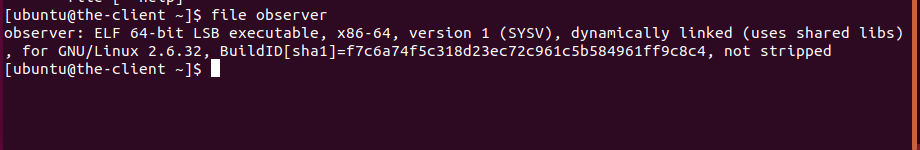 [ubuntu@the-client ~]$ file observer
observer: ELF 64-bit LSB executable, x86-64, version 1 (SYSV), dynamically linked (uses shared libs)
, for GNU/Linux 2.6.32, BuildID[sha1]=f7c6a74f5c318d23ec72c961c5b584961ff9c8c4, not stripped
[ubuntu@the-client ~]$